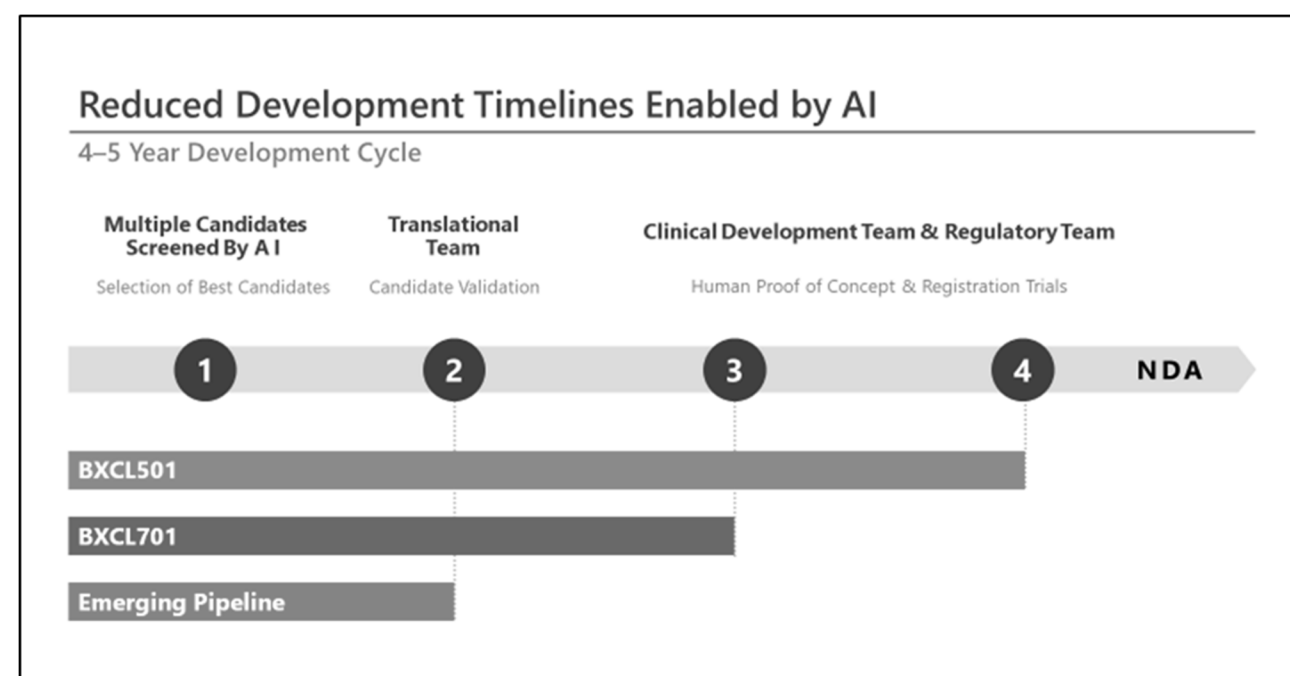 Reduced Development Timelines Enabled by AI
4–5 Year Development Cycle
Multiple Candidates
Screened By A I
Selection of Best Candidates
Translational
Team
Candidate Validation
Clinical Development Team & Regulatory Team
Human Proof of Concept & Registration Trials
1
2
3
4
NDA
BXCL501
BXCL701
Emerging Pipeline